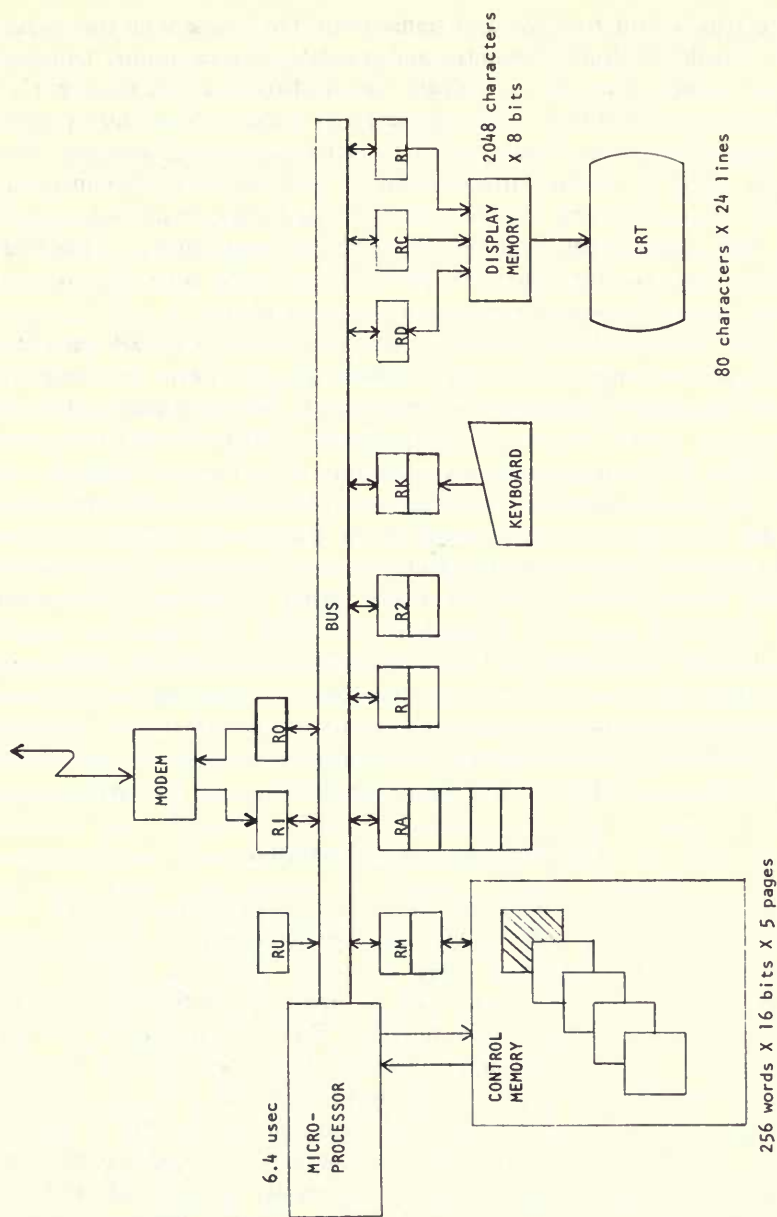 MODEM
6.4 usec
RU
RI
RO
MICRO-
PROCESSOR
BUS
RM
RA
R1
R2
RK
RD
RC
RL
CONTROL
MEMORY
KEYBOARD
DISPLAY
MEMORY
2048 characters
X 8 bits
CRT
80 characters X 24 lines
256 words X 16 bits X 5 pages